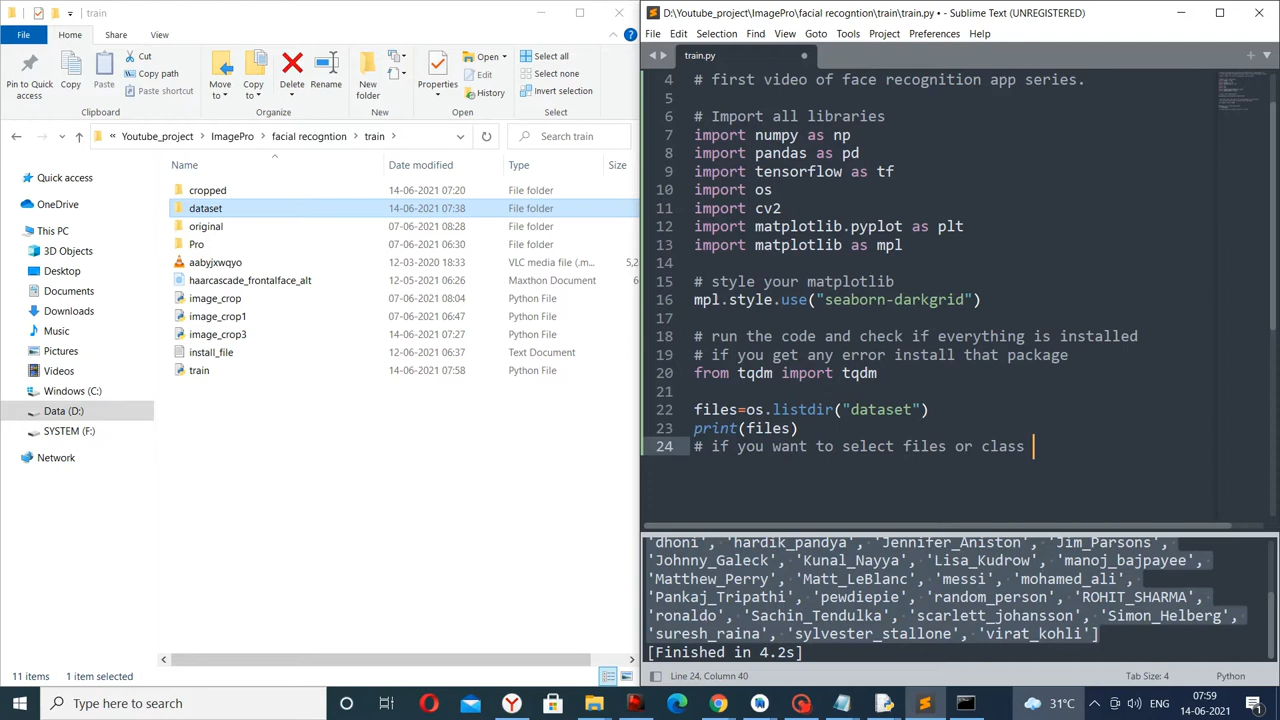 train
File
Home
Share
View
Pin to Quick access
Copy
Paste
Cut
Copy path
Paste shortcut
Clipboard
Move to
Copy to
Delete
Rename
Organize
New folder
New
Properties
Open
Edit
History
Open
Select all
Select none
Invert selection
Select
Youtube_project > ImagePro > facial recogntion > train >
Search train
Name Date modified Type Size
Quick access
OneDrive
This PC
3D Objects
Desktop
Documents
Downloads
Music
Pictures
Videos
Windows (C:)
Data (D:)
SYSTEM (F:)
Network
cropped 14-06-2021 07:20 File folder
dataset 14-06-2021 07:38 File folder
original 07-06-2021 08:28 File folder
Pro 07-06-2021 06:30 File folder
aabyjxwqyo 12-03-2020 18:33 VLC media file (.m... 5,2
haarcascade_frontalface_alt 12-05-2021 06:26 Maxthon Document 6
image_crop 07-06-2021 08:04 Python File
image_crop1 07-06-2021 06:47 Python File
image_crop3 14-06-2021 07:27 Python File
install_file 12-06-2021 06:37 Text Document
train 14-06-2021 07:58 Python File
11 items 1 item selected
D:\Youtube_project\ImagePro\facial recogntion\train\train.py • - Sublime Text (UNREGISTERED)
File Edit Selection Find View Goto Tools Project Preferences Help
train.py
4 # first video of face recognition app series.
5
6 # Import all libraries
7 import numpy as np
8 import pandas as pd
9 import tensorflow as tf
10 import os
11 import cv2
12 import matplotlib.pyplot as plt
13 import matplotlib as mpl
14
15 # style your matplotlib
16 mpl.style.use("seaborn-darkgrid")
17
18 # run the code and check if everything is installed
19 # if you get any error install that package
20 from tqdm import tqdm
21
22 files=os.listdir("dataset")
23 print(files)
24 # if you want to select files or class
'dhoni', 'hardik_pandya', 'Jennifer_Aniston', 'Jim_Parsons',
'Johnny_Galeck', 'Kunal_Nayya', 'Lisa_Kudrow', 'manoj_bajpayee',
'Matthew_Perry', 'Matt_LeBlanc', 'messi', 'mohamed_ali',
'Pankaj_Tripathi', 'pewdiepie', 'random_person', 'ROHIT_SHARMA',
'ronaldo', 'Sachin_Tendulka', 'scarlett_johansson', 'Simon_Helberg',
'suresh_raina', 'sylvester_stallone', 'virat_kohli']
[Finished in 4.2s]
Line 24, Column 40 Tab Size: 4 Python
Type here to search
31°C ENG 07:59
14-06-2021